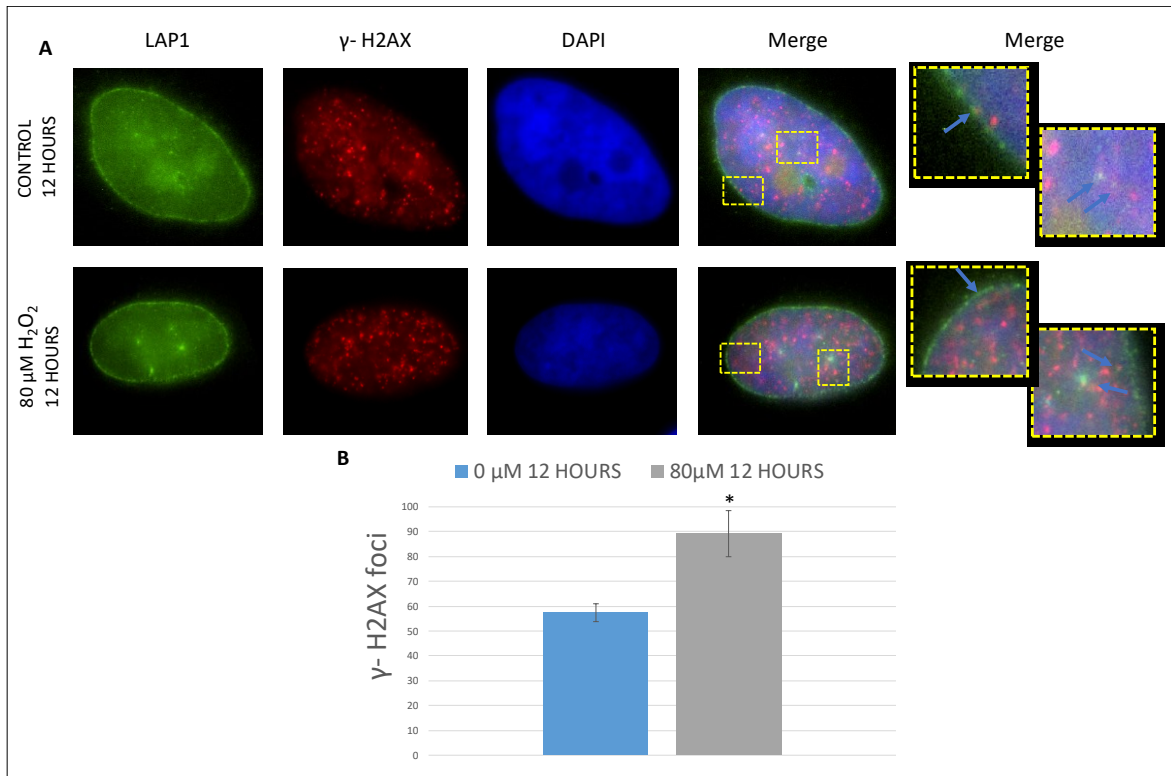 A
LAP1
γ- H2AX
DAPI
Merge
Merge
CONTROL
12 HOURS
80 µM H₂O₂
12 HOURS
B
0 µM 12 HOURS
80µM 12 HOURS
γ- H2AX foci
100
90
80
70
60
50
40
30
20
10
0
*